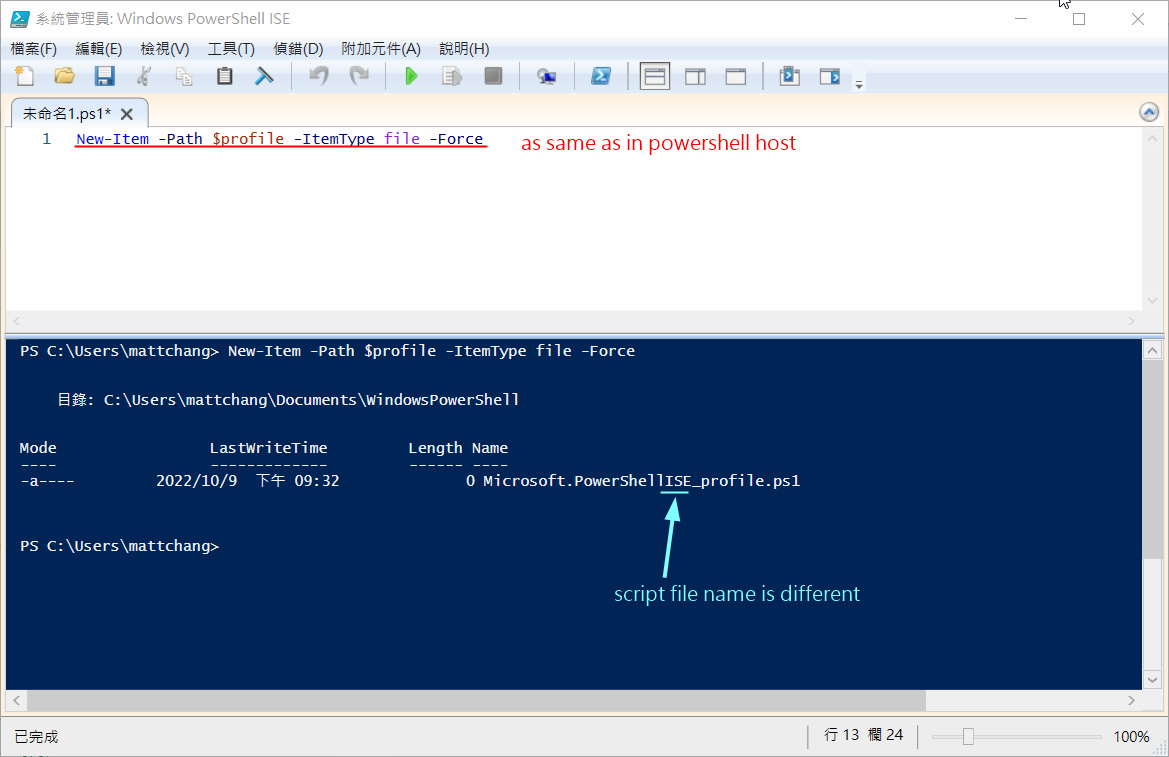 系統管理員: Windows PowerShell ISE
檔案(F) 編輯(E) 檢視(V) 工具(T) 偵錯(D) 附加元件(A) 說明(H)
未命名1.ps1*
1 New-Item -Path $profile -ItemType file -Force as same as in powershell host
PS C:\Users\mattchang> New-Item -Path $profile -ItemType file -Force
目錄: C:\Users\mattchang\Documents\WindowsPowerShell
Mode LastWriteTime Length Name
---- ------------- ------ ----
-a---- 2022/10/9 下午 09:32 0 Microsoft.PowerShellISE_profile.ps1
PS C:\Users\mattchang>
script file name is different
已完成 行 13 欄 24 100%